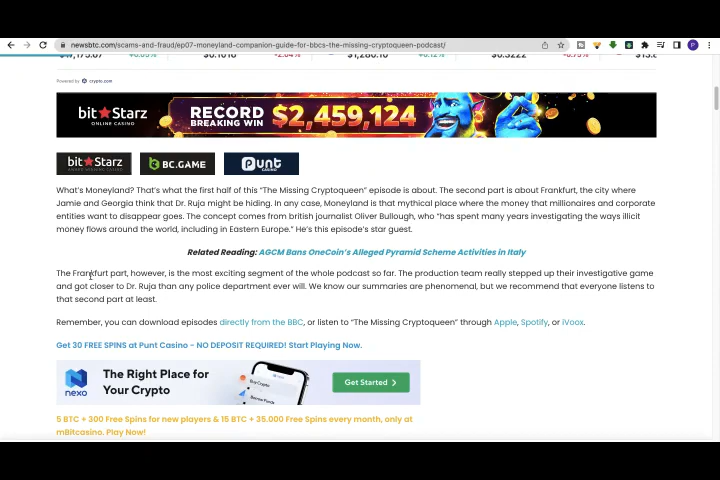 newsbtc.com/scams-and-fraud/ep07-moneyland-companion-guide-for-bbcs-the-missing-cryptoqueen-podcast/
Powered by crypto.com
bitStarz ONLINE CASINO RECORD BREAKING WIN $2,459,124
bitStarz BC.GAME Punt CASINO
What's Moneyland? That's what the first half of this "The Missing Cryptoqueen" episode is about. The second part is about Frankfurt, the city where
Jamie and Georgia think that Dr. Ruja might be hiding. In any case, Moneyland is that mythical place where the money that millionaires and corporate
entities want to disappear goes. The concept comes from british journalist Oliver Bullough, who "has spent many years investigating the ways illicit
money flows around the world, including in Eastern Europe." He's this episode's star guest.
Related Reading: AGCM Bans OneCoin's Alleged Pyramid Scheme Activities in Italy
The Frankfurt part, however, is the most exciting segment of the whole podcast so far. The production team really stepped up their investigative game
and got closer to Dr. Ruja than any police department ever will. We know our summaries are phenomenal, but we recommend that everyone listens to
that second part at least.
Remember, you can download episodes directly from the BBC, or listen to "The Missing Cryptoqueen" through Apple, Spotify, or iVoox.
Get 30 FREE SPINS at Punt Casino - NO DEPOSIT REQUIRED! Start Playing Now.
nexo The Right Place for Your Crypto Buy Crypto Borrow Funds Get Started
5 BTC + 300 Free Spins for new players & 15 BTC + 35.000 Free Spins every month, only at
mBitcasino. Play Now!